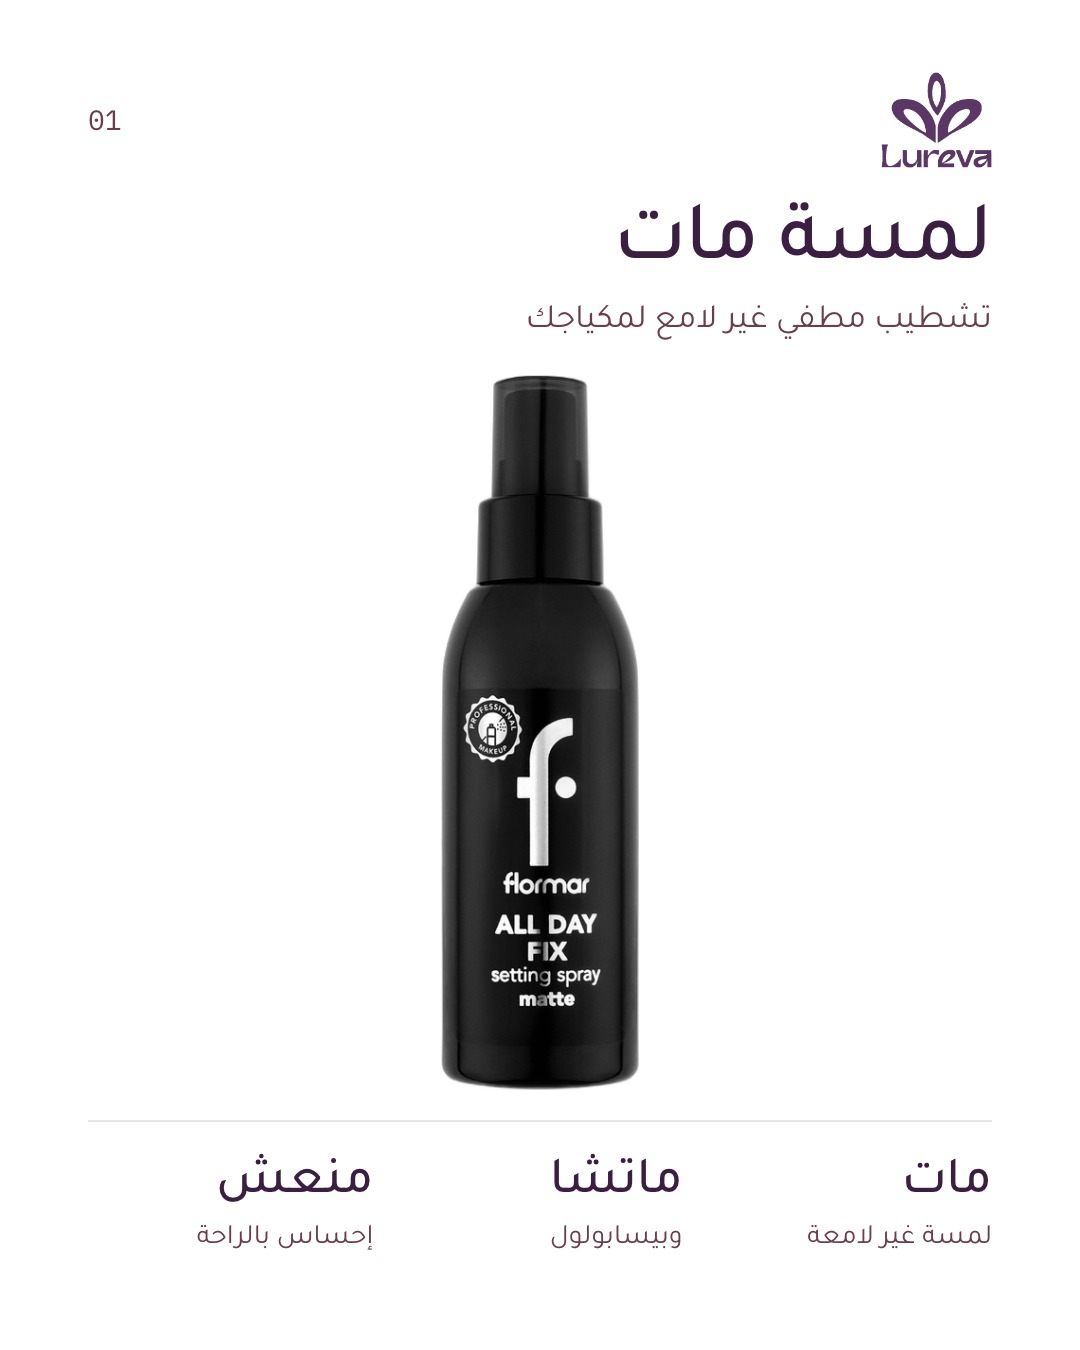 01
Lureva
لمسة مات
تشطيب مطفي غير لامع لمكياجك
PROFESSIONAL
MAKEUP
f
flormar
ALL DAY
FIX
setting spray
matte
مات
لمسة غير لامعة
ماتشا
وبيسابولول
منعش
إحساس بالراحة